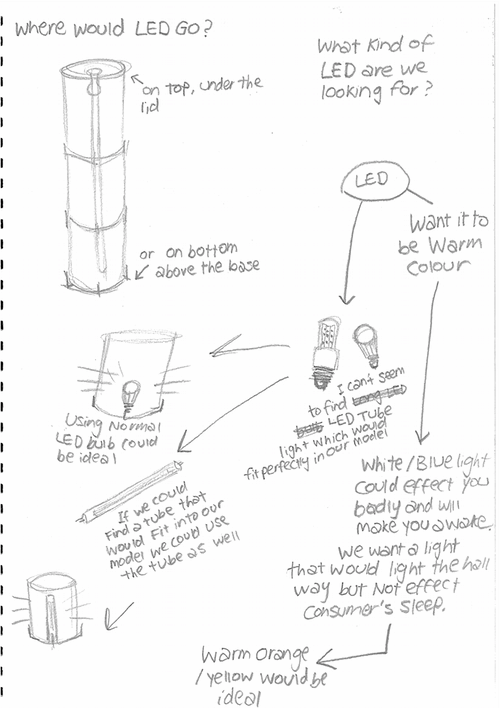 Where would LED Go?
on top, under the
lid
or on bottom
above the base
What kind of
LED are we
looking for?
LED
Want it to
be Warm
Colour
Using Normal
LED bulb could
be ideal
I cant seem
to find Long LED
bulb LED TUBE
light which would
fit perfectly in our model
If we could
Find a tube that
would Fit into our
model we could use
the tube as well
White/Blue light
could effect you
badly and will
make you awake.
We want a light
that would light the hall
way but Not effect
Consumer's sleep.
Warm orange
/yellow would be
ideal